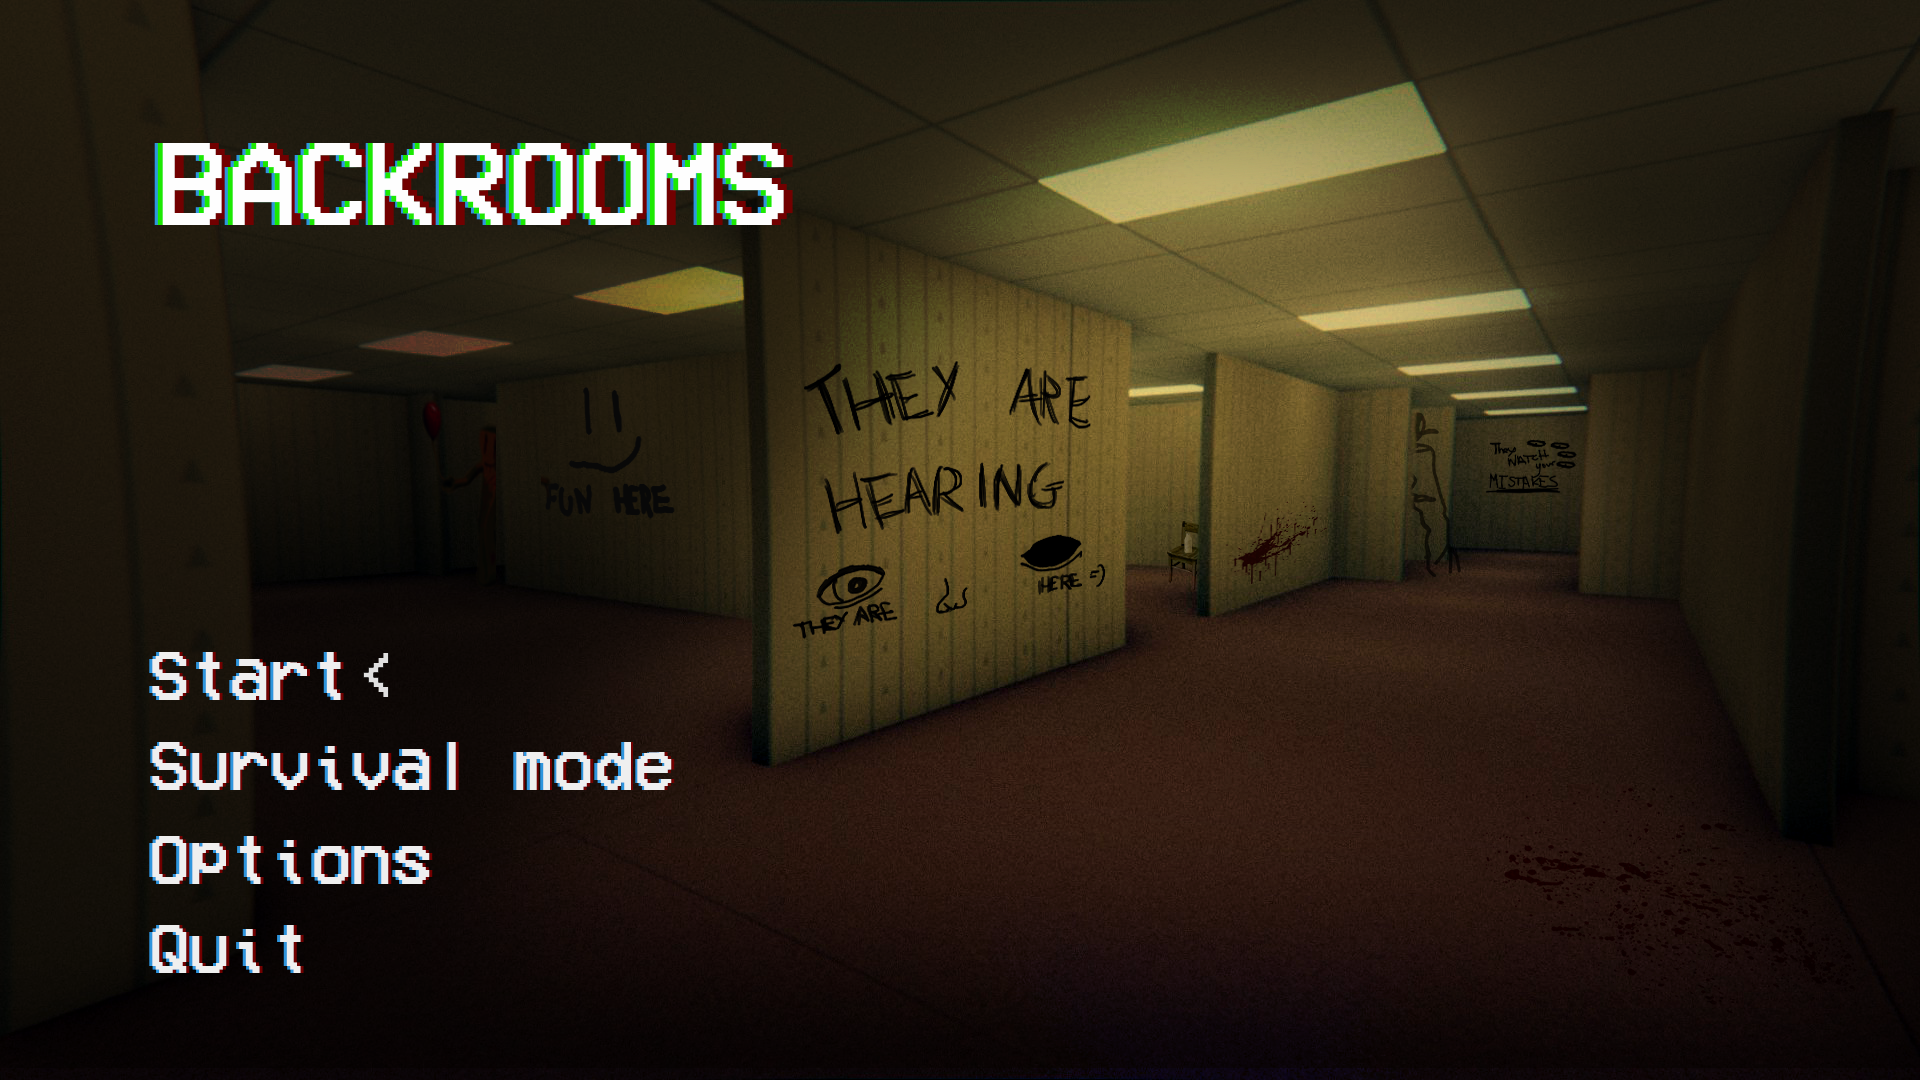 BACKROOMS
THEY ARE
HEARING
THEY ARE
HERE =)
FUN HERE
They
WATCH
your
MISTAKES
Start <
Survival mode
Options
Quit